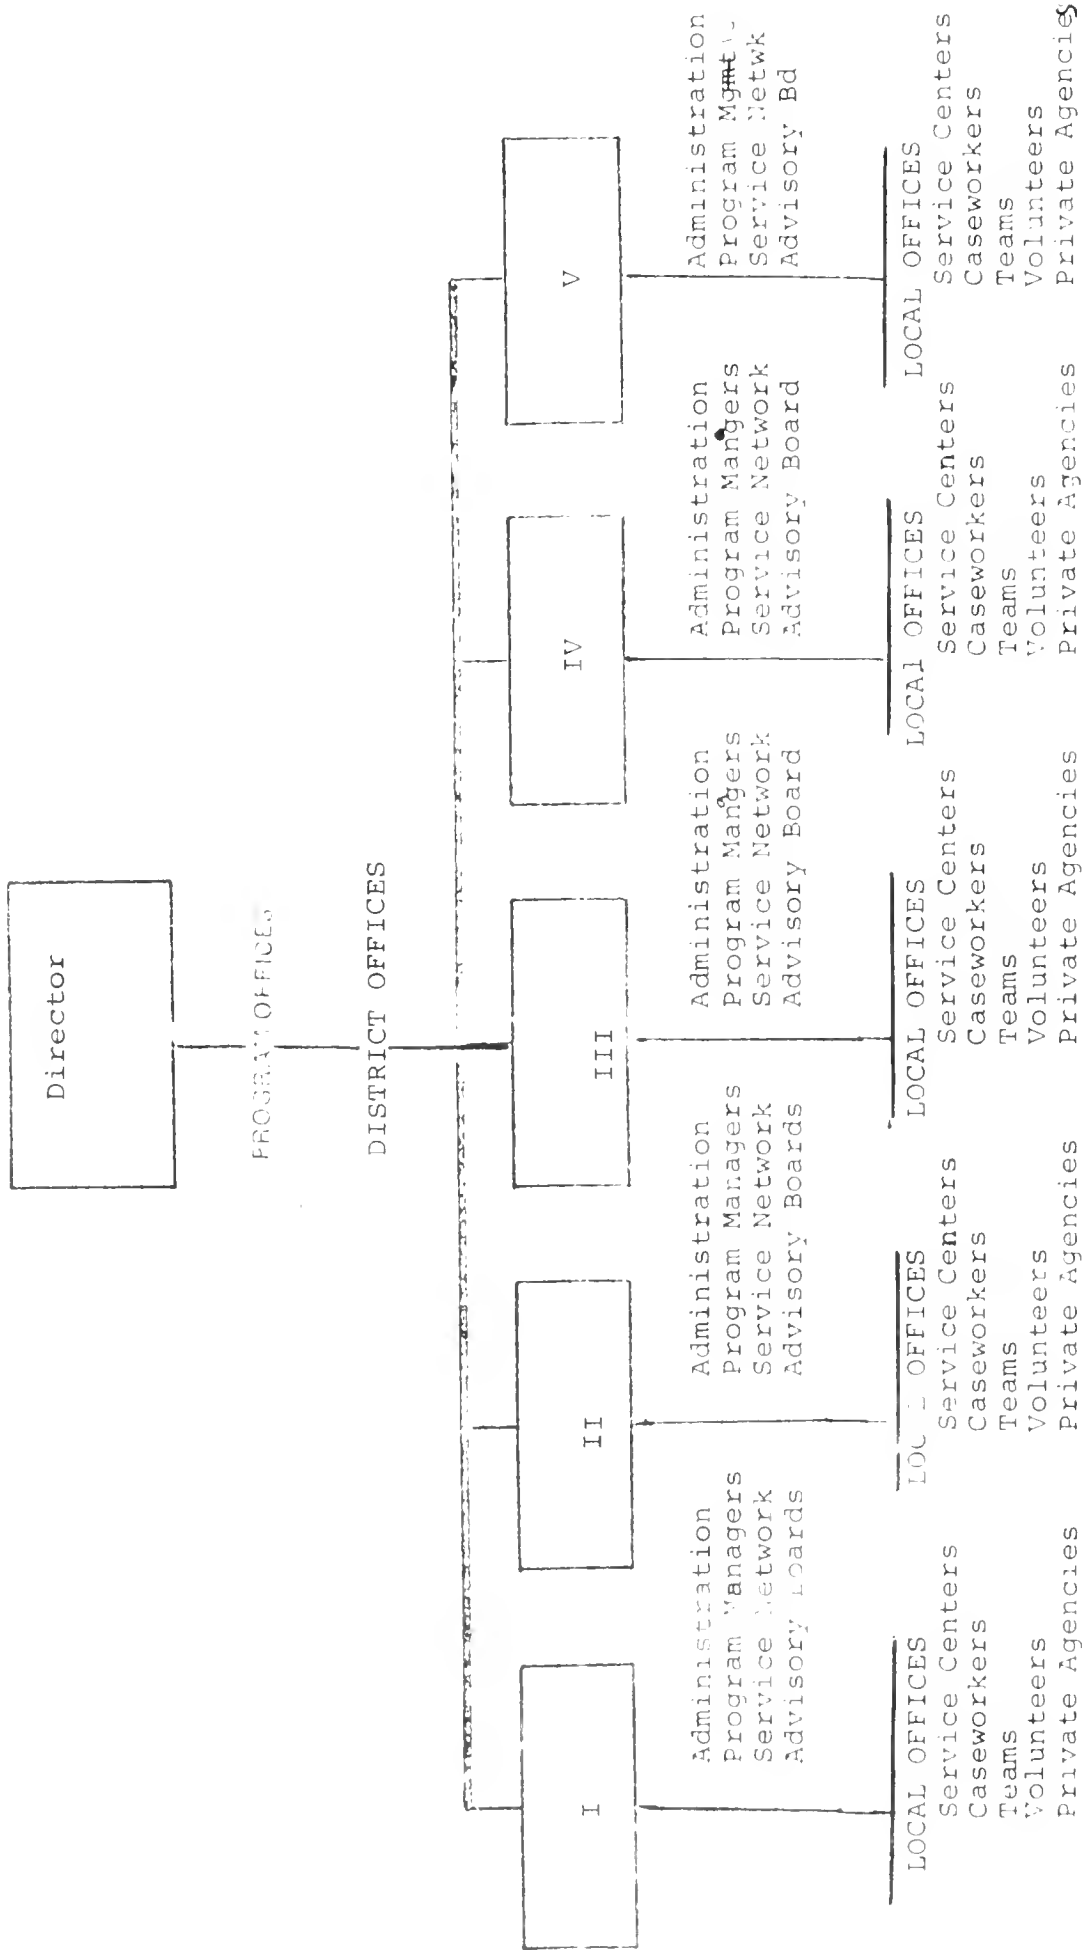 Director
PROGRAM OFFICES
DISTRICT OFFICES
I
II
III
IV
V
Administration
Program Managers
Service Network
Advisory
Administration
Program Managers
Service Network
Advisory Boards
Administration
Program Mangers
Service Network
Advisory Board
Administration
Program Mangers
Service Network
Advisory Board
Administration
Program Mgmt
Service Netwk
Advisory Bd
LOCAL OFFICES
Service Centers
Caseworkers
Teams
Volunteers
Private Agencies
OFFICES
Service Centers
Caseworkers
Teams
Volunteers
Private Agencies
LOCAL OFFICES
Service Centers
Caseworkers
Teams
Volunteers
Private Agencies
LOCAl OFFICES
Service Centers
Caseworkers
Teams
Volunteers
Private Agencies
LOCAL OFFICES
Service Centers
Caseworkers
Teams
Volunteers
Private Agencies